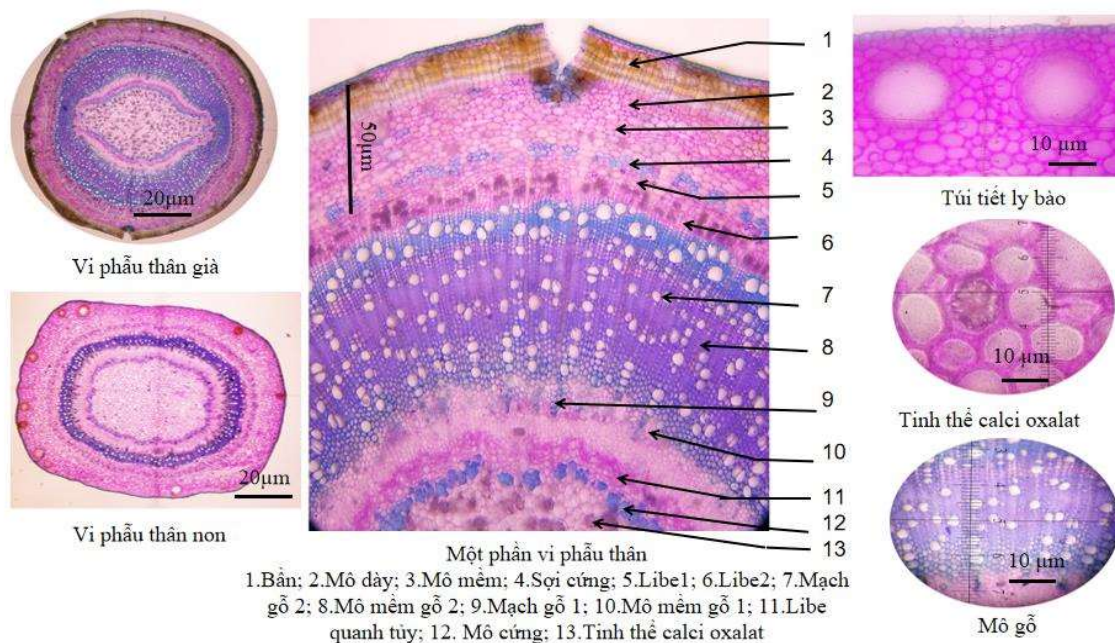 20µm
Vi phẫu thân già
20µm
Vi phẫu thân non
50µm
1
2
3
4
5
6
7
8
9
10
11
12
13
Một phần vi phẫu thân
1.Bần; 2.Mô dày; 3.Mô mềm; 4.Sợi cứng; 5.Libe1; 6.Libe2; 7.Mạch
gỗ 2; 8.Mô mềm gỗ 2; 9.Mạch gỗ 1; 10.Mô mềm gỗ 1; 11.Libe
quanh tủy; 12. Mô cứng; 13.Tinh thể calci oxalat
10 µm
Túi tiết ly bào
10 µm
Tinh thể calci oxalat
10 µm
Mô gỗ